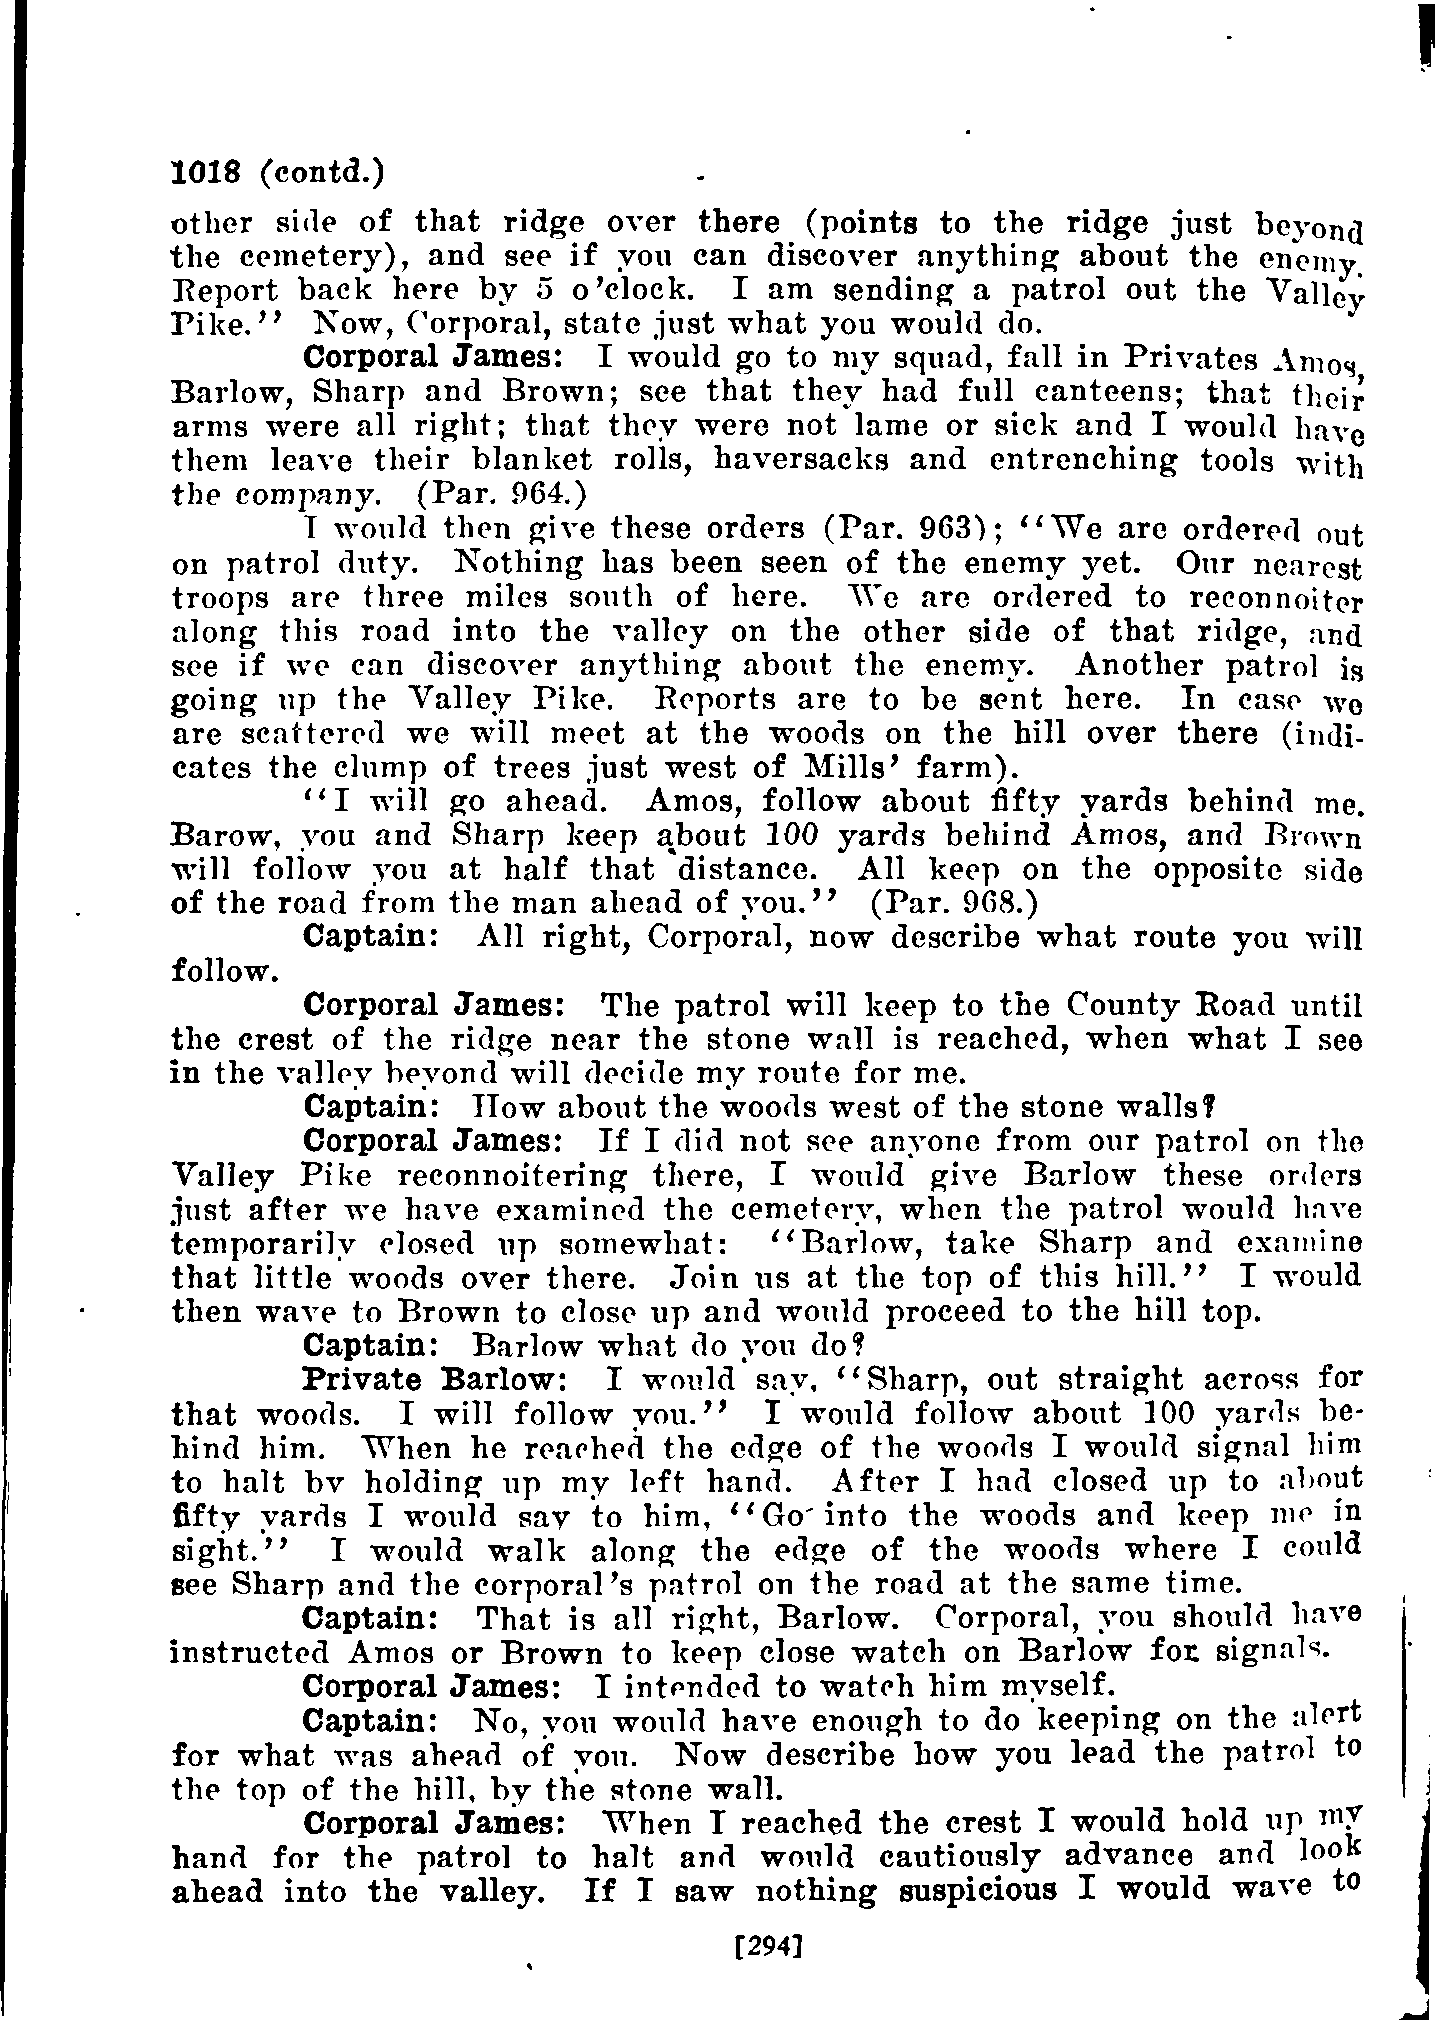 1018 (contd.)
other side of that ridge over there (points to the ridge just beyond
the cemetery), and see if you can discover anything about the enemy.
Report back here by 5 o'clock. I am sending a patrol out the Valley
Pike.'' Now, Corporal, state just what you would do.
Corporal James: I would go to my squad, fall in Privates Amos,
Barlow, Sharp and Brown; see that they had full canteens; that their
arms were all right; that they were not lame or sick and I would have
them leave their blanket rolls, haversacks and entrenching tools with
the company. (Par. 964.)
I would then give these orders (Par. 963); ''We are ordered out
on patrol duty. Nothing has been seen of the enemy yet. Our nearest
troops are three miles south of here. We are ordered to reconnoiter
along this road into the valley on the other side of that ridge, and
see if we can discover anything about the enemy. Another patrol is
going up the Valley Pike. Reports are to be sent here. In case we
are scattered we will meet at the woods on the hill over there (indi-
cates the clump of trees just west of Mills' farm).
''I will go ahead. Amos, follow about fifty yards behind me.
Barow, you and Sharp keep about 100 yards behind Amos, and Brown
will follow you at half that distance. All keep on the opposite side
of the road from the man ahead of you.'' (Par. 968.)
Captain: All right, Corporal, now describe what route you will
follow.
Corporal James: The patrol will keep to the County Road until
the crest of the ridge near the stone wall is reached, when what I see
in the valley beyond will decide my route for me.
Captain: How about the woods west of the stone walls?
Corporal James: If I did not see anyone from our patrol on the
Valley Pike reconnoitering there, I would give Barlow these orders
just after we have examined the cemetery, when the patrol would have
temporarily closed up somewhat: ''Barlow, take Sharp and examine
that little woods over there. Join us at the top of this hill.'' I would
then wave to Brown to close up and would proceed to the hill top.
Captain: Barlow what do you do?
Private Barlow: I would say, ''Sharp, out straight across for
that woods. I will follow you.'' I would follow about 100 yards be-
hind him. When he reached the edge of the woods I would signal him
to halt by holding up my left hand. After I had closed up to about
fifty yards I would say to him, ''Go into the woods and keep me in
sight.'' I would walk along the edge of the woods where I could
see Sharp and the corporal's patrol on the road at the same time.
Captain: That is all right, Barlow. Corporal, you should have
instructed Amos or Brown to keep close watch on Barlow for signals.
Corporal James: I intended to watch him myself.
Captain: No, you would have enough to do keeping on the alert
for what was ahead of you. Now describe how you lead the patrol to
the top of the hill, by the stone wall.
Corporal James: When I reached the crest I would hold up my
hand for the patrol to halt and would cautiously advance and look
ahead into the valley. If I saw nothing suspicious I would wave to
[294]